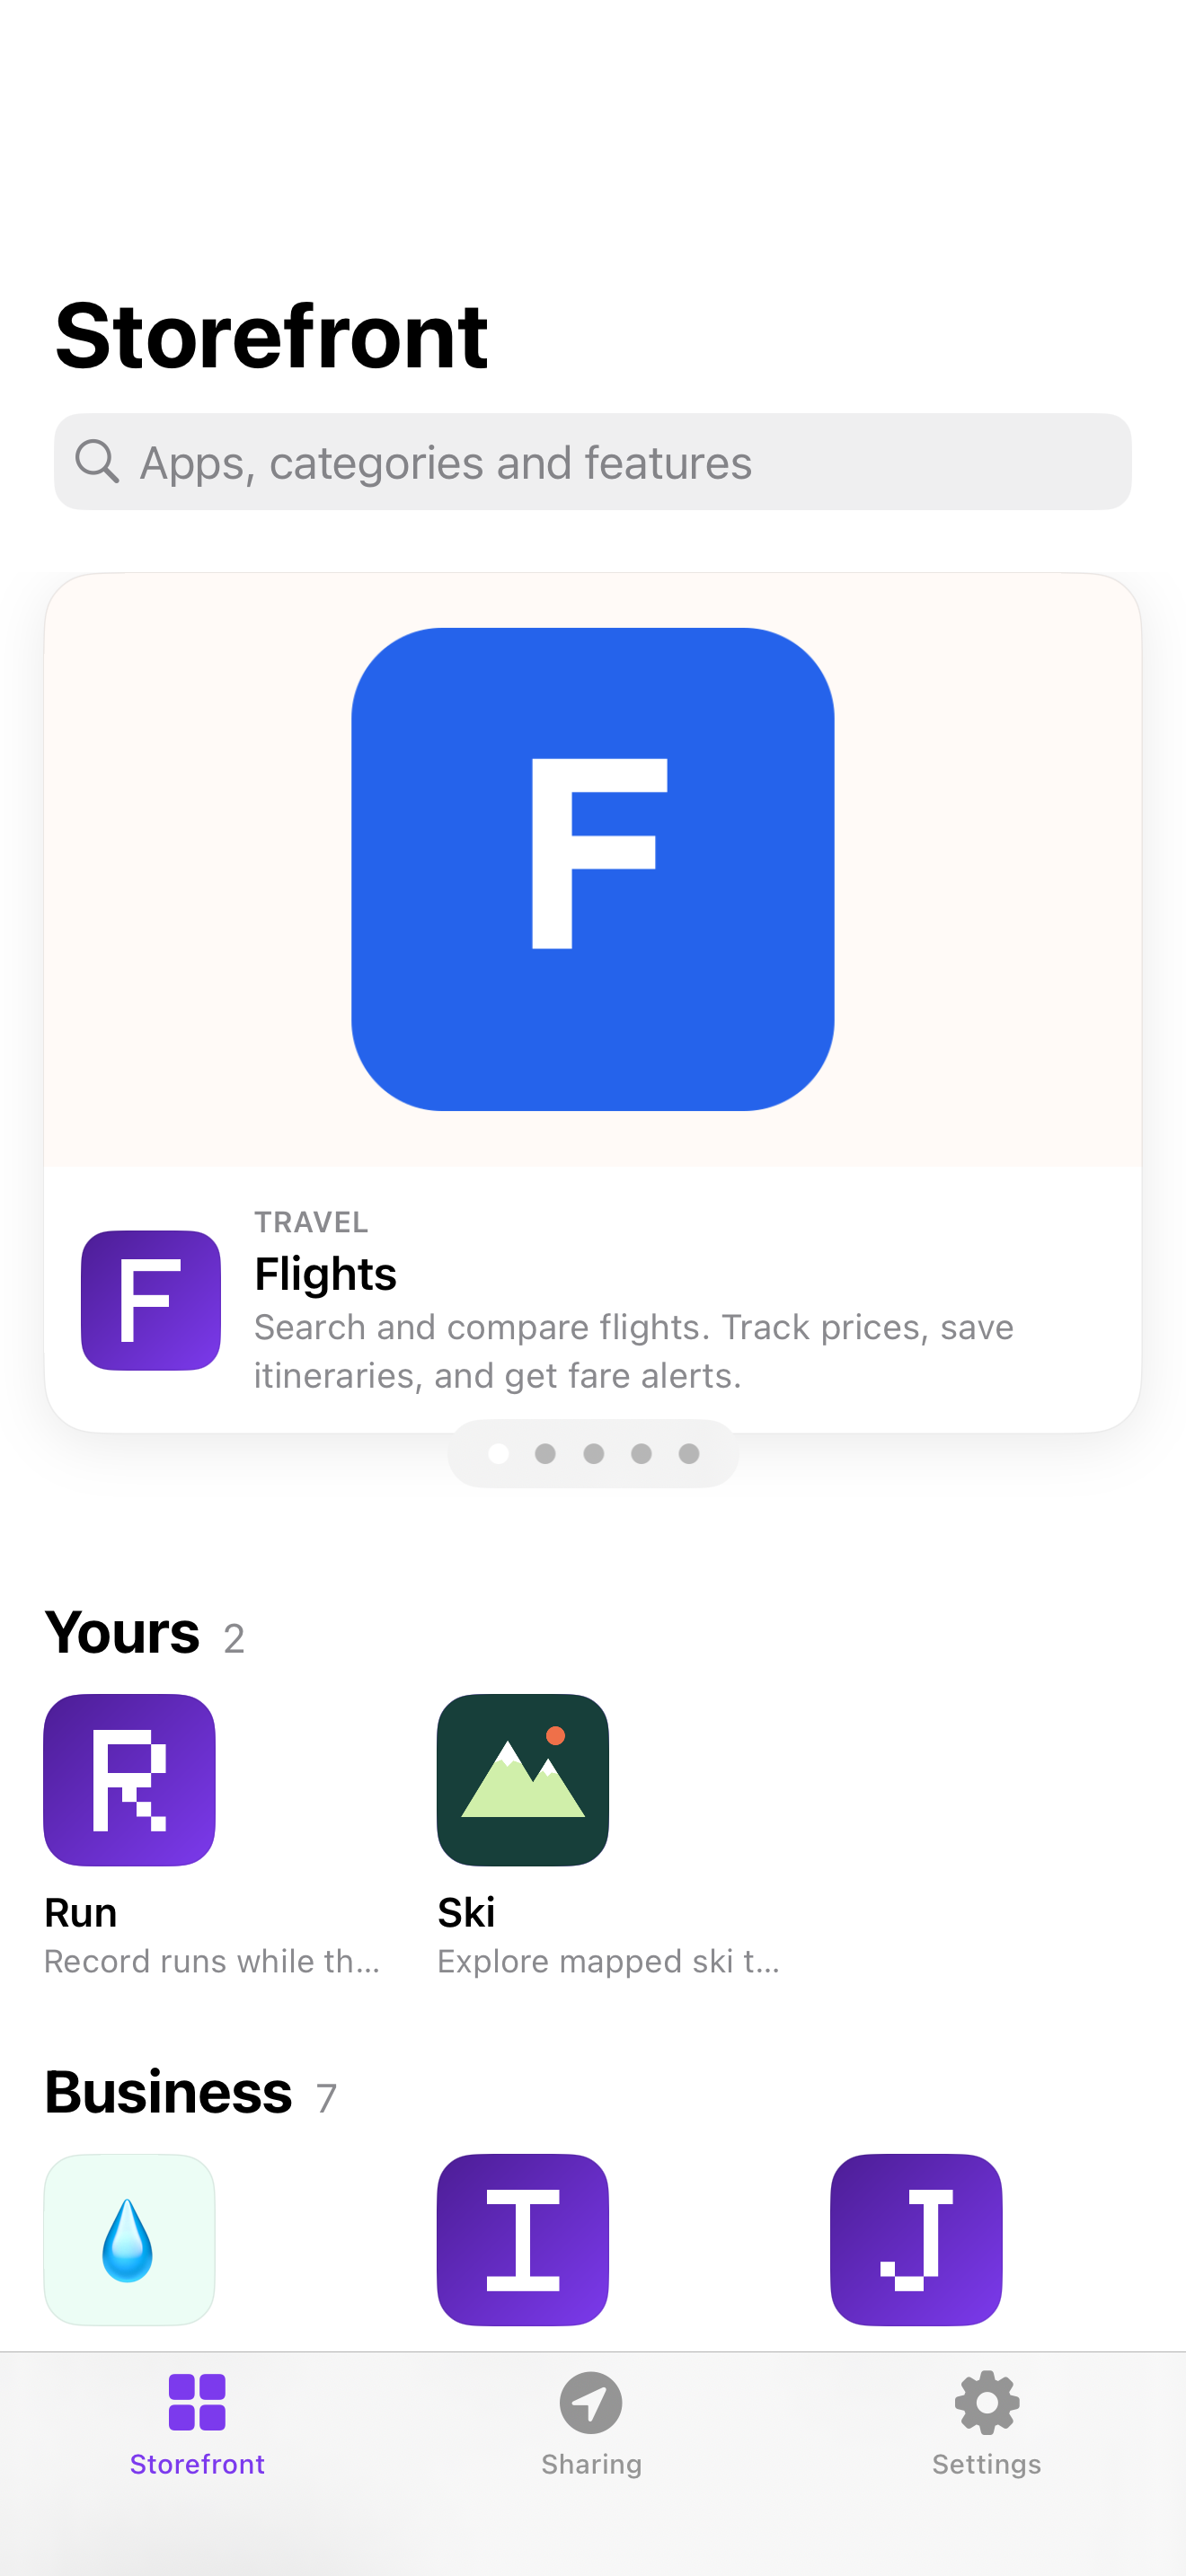 Storefront
Apps, categories and features
F
F
TRAVEL
Flights
Search and compare flights. Track prices, save
itineraries, and get fare alerts.
Yours 2
R
Run
Record runs while th...
Ski
Explore mapped ski t...
Business 7
I
J
Storefront
Sharing
Settings